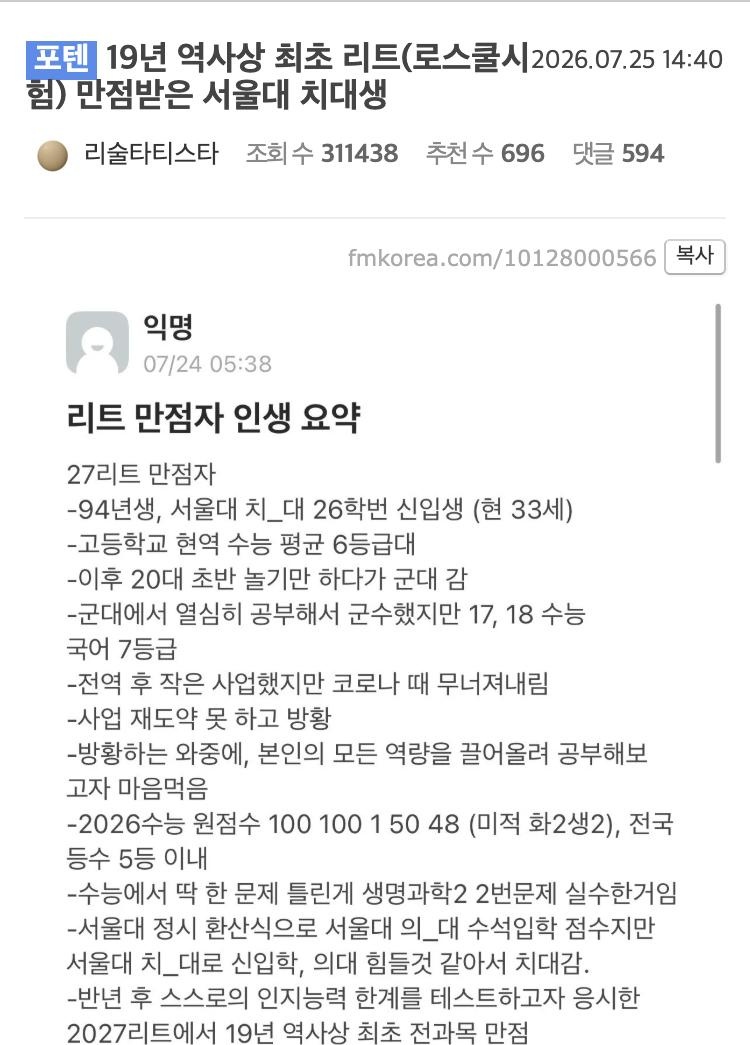 포텐 19년 역사상 최초 리트(로스쿨시험) 만점받은 서울대 치대생 2026.07.25 14:40
리술타티스타 조회 수 311438 추천 수 696 댓글 594
fmkorea.com/10128000566 복사
익명
07/24 05:38
리트 만점자 인생 요약
27리트 만점자
-94년생, 서울대 치_대 26학번 신입생 (현 33세)
-고등학교 현역 수능 평균 6등급대
-이후 20대 초반 놀기만 하다가 군대 감
-군대에서 열심히 공부해서 군수했지만 17, 18 수능
국어 7등급
-전역 후 작은 사업했지만 코로나 때 무너져내림
-사업 재도약 못 하고 방황
-방황하는 와중에, 본인의 모든 역량을 끌어올려 공부해보
고자 마음먹음
-2026수능 원점수 100 100 1 50 48 (미적 화2생2), 전국
등수 5등 이내
-수능에서 딱 한 문제 틀린게 생명과학2 2번문제 실수한거임
-서울대 정시 환산식으로 서울대 의_대 수석입학 점수지만
서울대 치_대로 신입학, 의대 힘들것 같아서 치대감.
-반년 후 스스로의 인지능력 한계를 테스트하고자 응시한
2027리트에서 19년 역사상 최초 전과목 만점